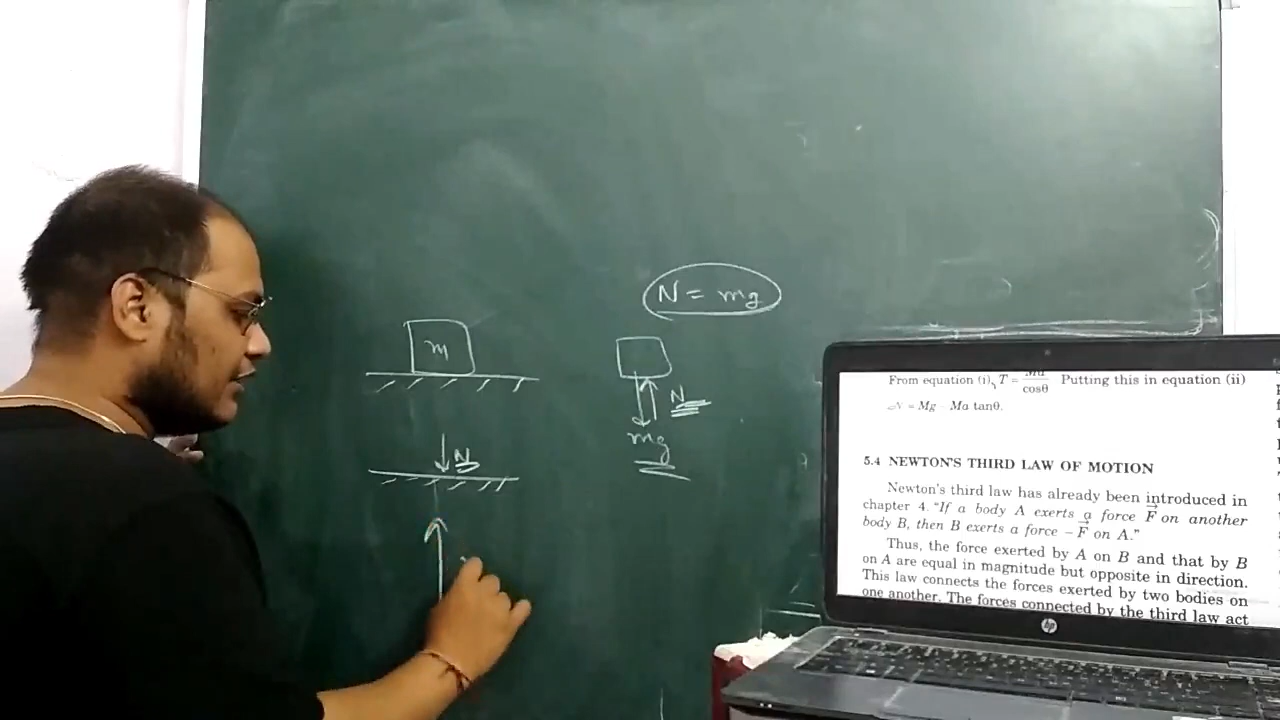 N = mg
m
N
mg
N
From equation (i), T = Ma/cosθ Putting this in equation (ii)
N = Mg - Ma tanθ.
5.4 NEWTON'S THIRD LAW OF MOTION
Newton's third law has already been introduced in
chapter 4. "If a body A exerts a force F⃗ on another
body B, then B exerts a force −F⃗ on A."
Thus, the force exerted by A on B and that by B
on A are equal in magnitude but opposite in direction.
This law connects the forces exerted by two bodies on
one another. The forces connected by the third law act
hp